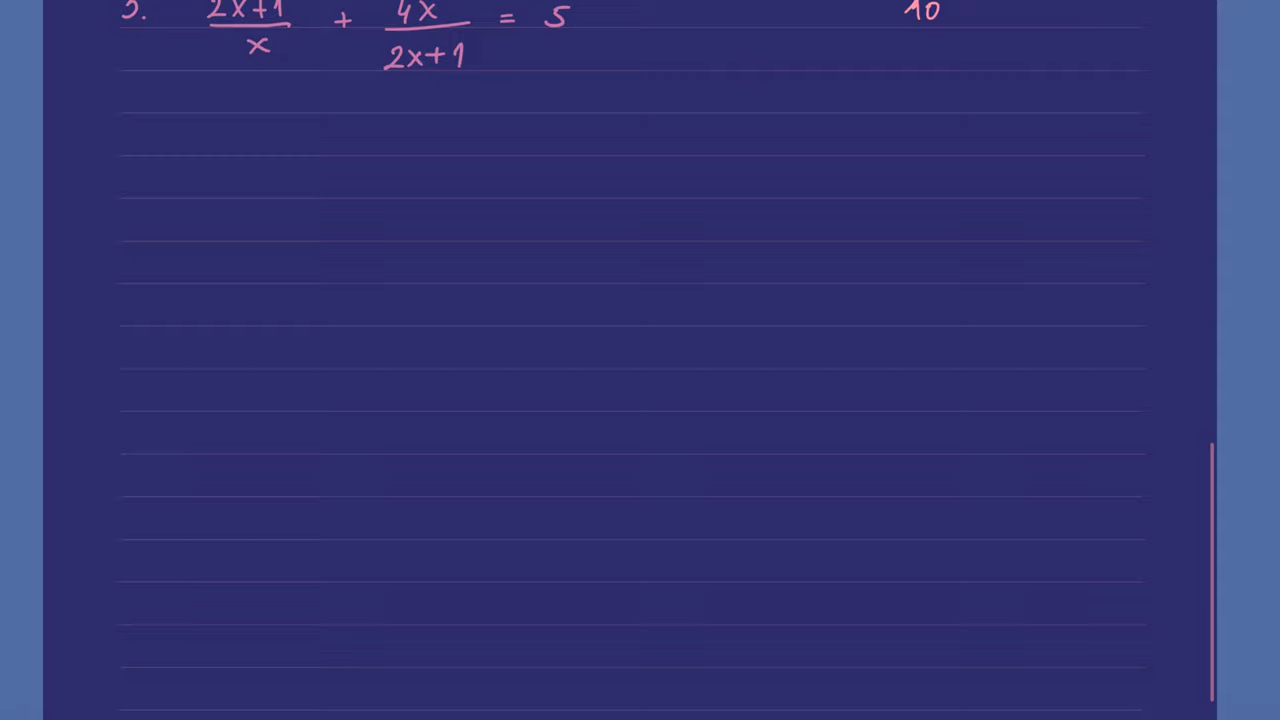 3. 2x+1/x + 4x/2x+1 = 5
10